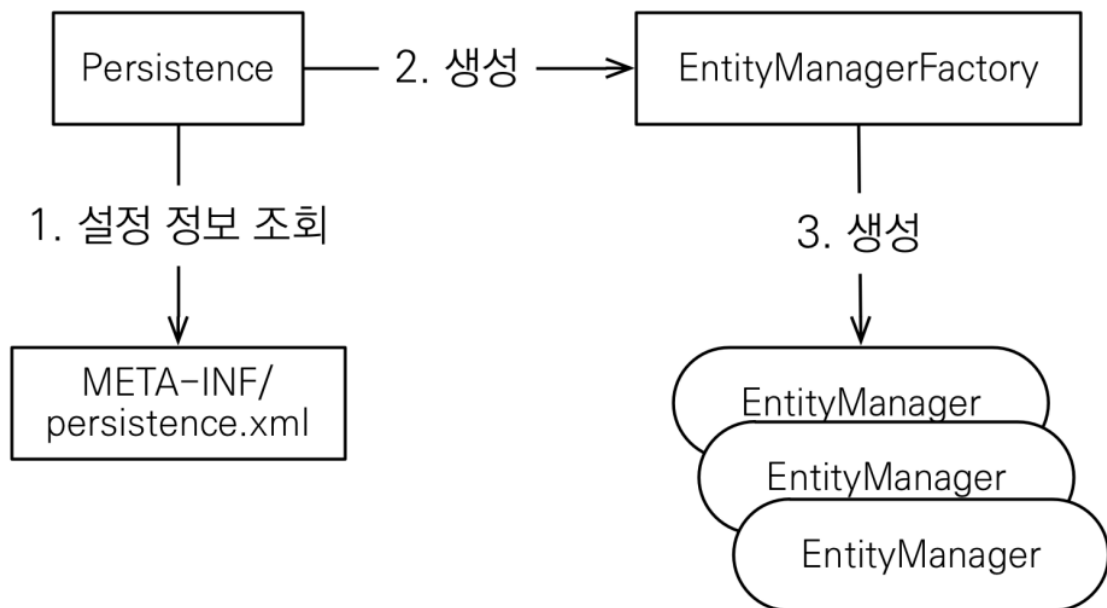 Persistence
2. 생성
EntityManagerFactory
1. 설정 정보 조회
3. 생성
META-INF/
persistence.xml
EntityManager
EntityManager
EntityManager